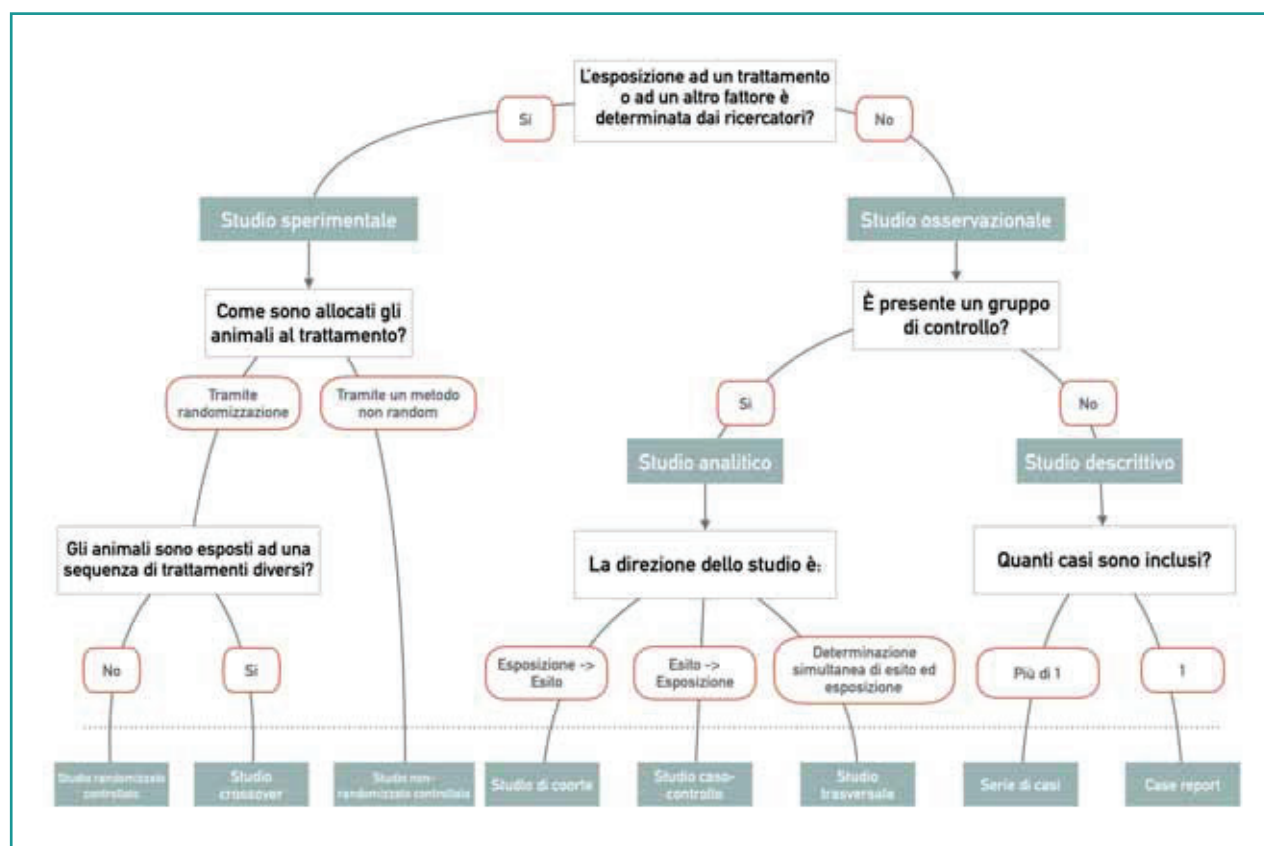 L'esposizione ad un trattamento
o ad un altro fattore è
determinata dai ricercatori?
Si
No
Studio sperimentale
Studio osservazionale
Come sono allocati gli
animali al trattamento?
È presente un gruppo
di controllo?
Tramite
randomizzazione
Tramite un metodo
non random
Si
No
Studio analitico
Studio descrittivo
Gli animali sono esposti ad una
sequenza di trattamenti diversi?
La direzione dello studio è:
Quanti casi sono inclusi?
No
Si
Esposizione ->
Esito
Esito ->
Esposizione
Determinazione
simultanea di esito ed
esposizione
Più di 1
1
Studio randomizzato
controllato
Studio
crossover
Studio non-
randomizzato controllato
Studio di coorte
Studio caso-
controllo
Studio
trasversale
Serie di casi
Case report